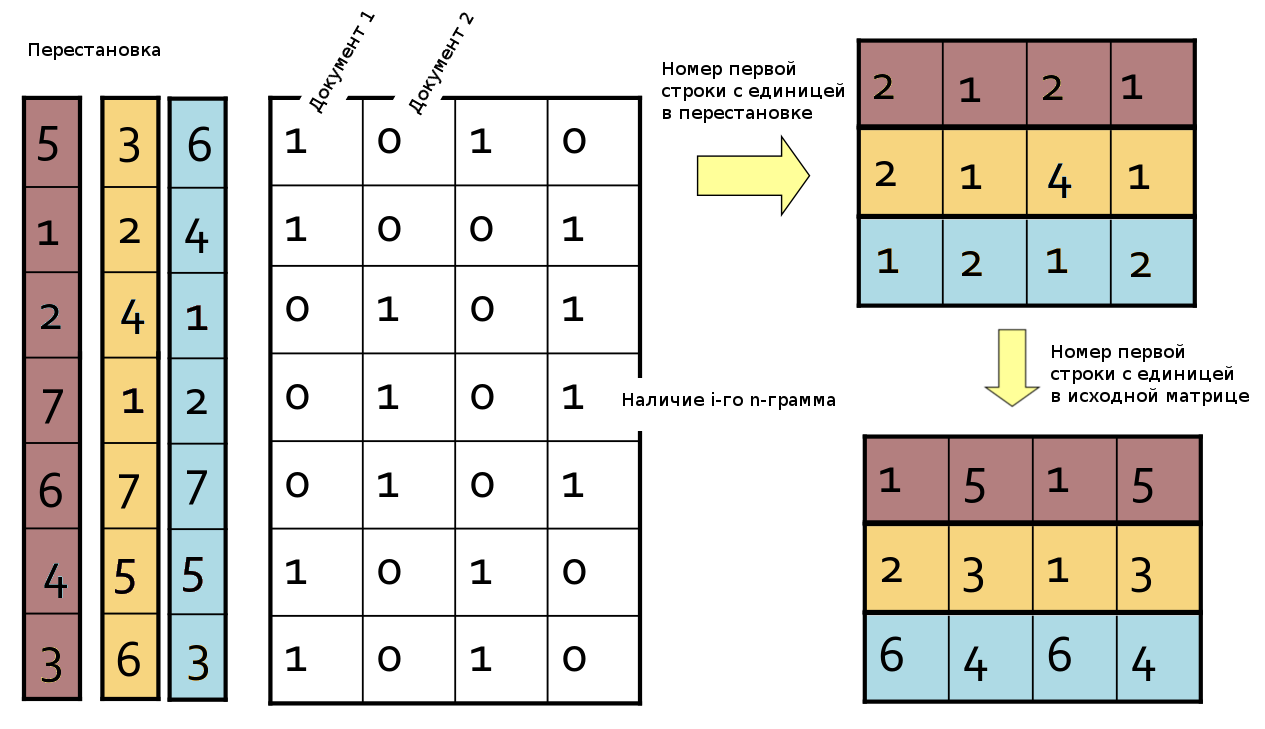 Перестановка
Документ 1
Документ 2
5 3 6 1 0 1 0
1 2 4 1 0 0 1
2 4 1 0 1 0 1
7 1 2 0 1 0 1
6 7 7 0 1 0 1
4 5 5 1 0 1 0
3 6 3 1 0 1 0
Наличие i-го n-грамма
Номер первой
строки с единицей
в перестановке
2 1 2 1
2 1 4 1
1 2 1 2
Номер первой
строки с единицей
в исходной матрице
1 5 1 5
2 3 1 3
6 4 6 4